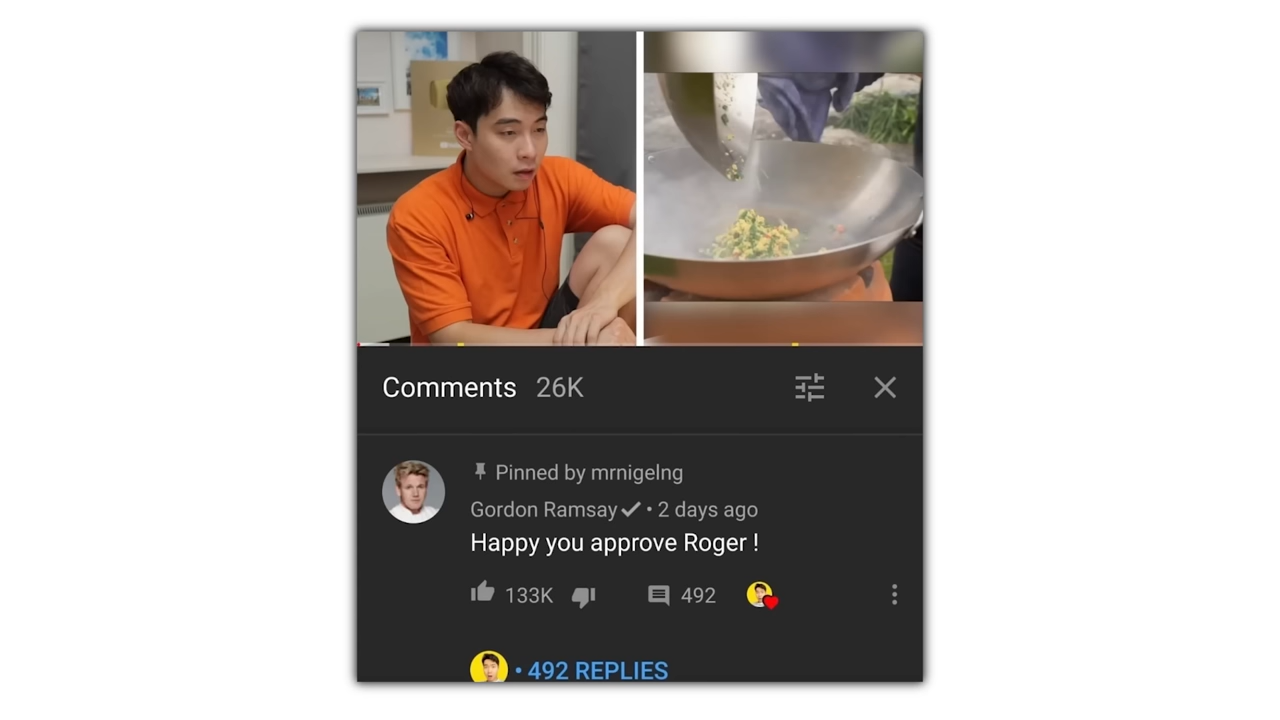 Comments 26K
Pinned by mrnigelng
Gordon Ramsay • 2 days ago
Happy you approve Roger !
133K 492
• 492 REPLIES